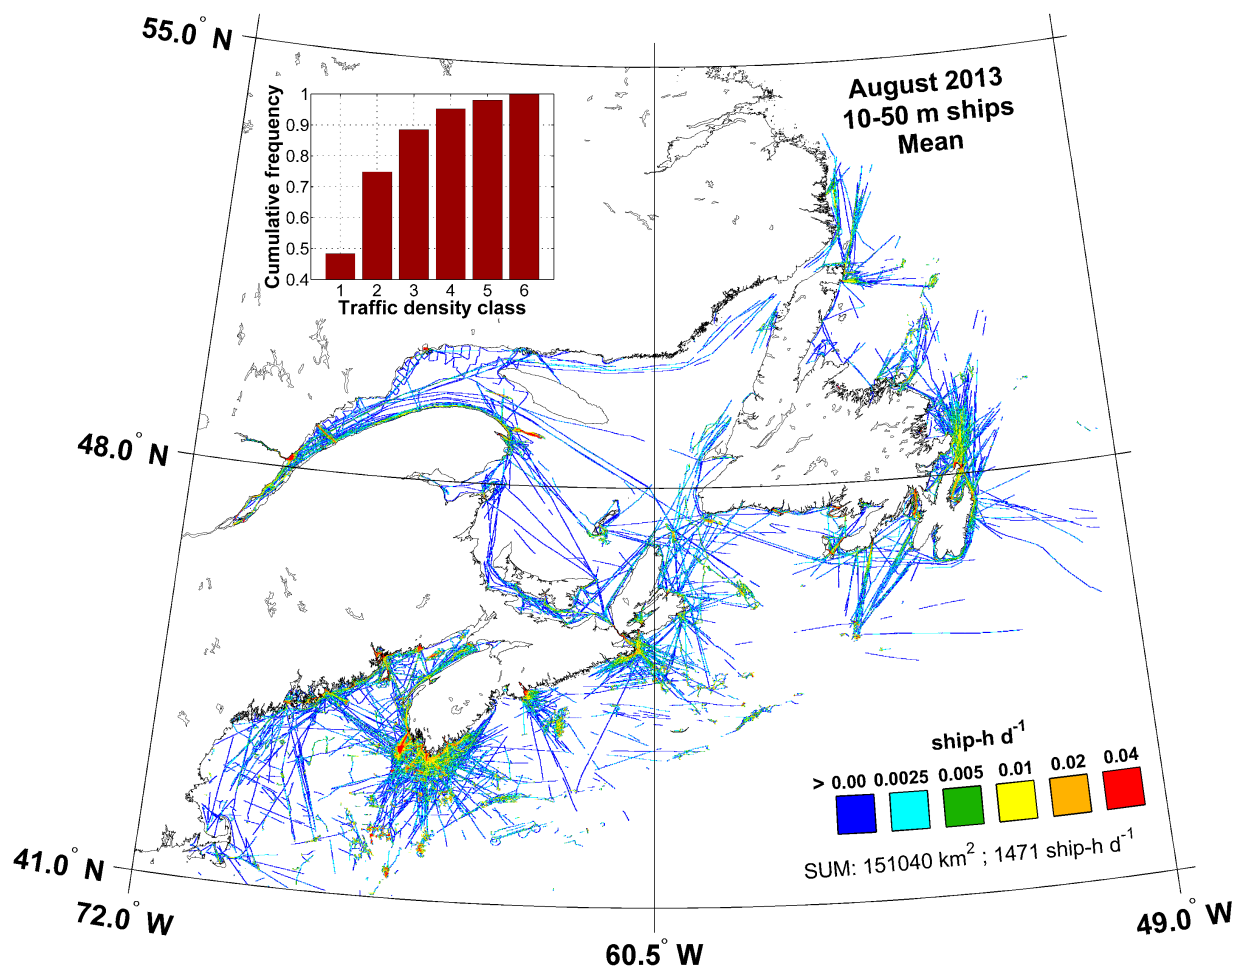 55.0° N
August 2013
10-50 m ships
Mean
Cumulative frequency
1
0.9
0.8
0.7
0.6
0.5
0.4
1 2 3 4 5 6
Traffic density class
48.0° N
ship-h d⁻¹
> 0.00 0.0025 0.005 0.01 0.02 0.04
SUM: 151040 km² ; 1471 ship-h d⁻¹
41.0° N
72.0° W
60.5° W
49.0° W